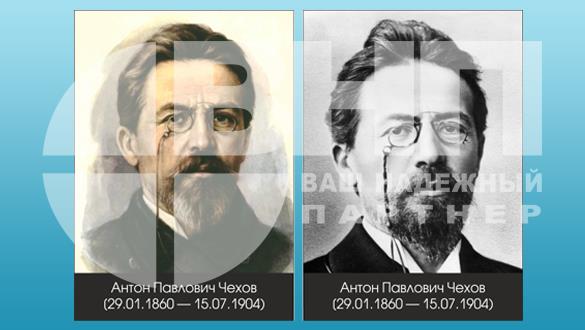 ВАШ НАДЕЖНЫЙ
ПАРТНЕР
Антон Павлович Чехов
(29.01.1860 — 15.07.1904)
Антон Павлович Чехов
(29.01.1860 — 15.07.1904)